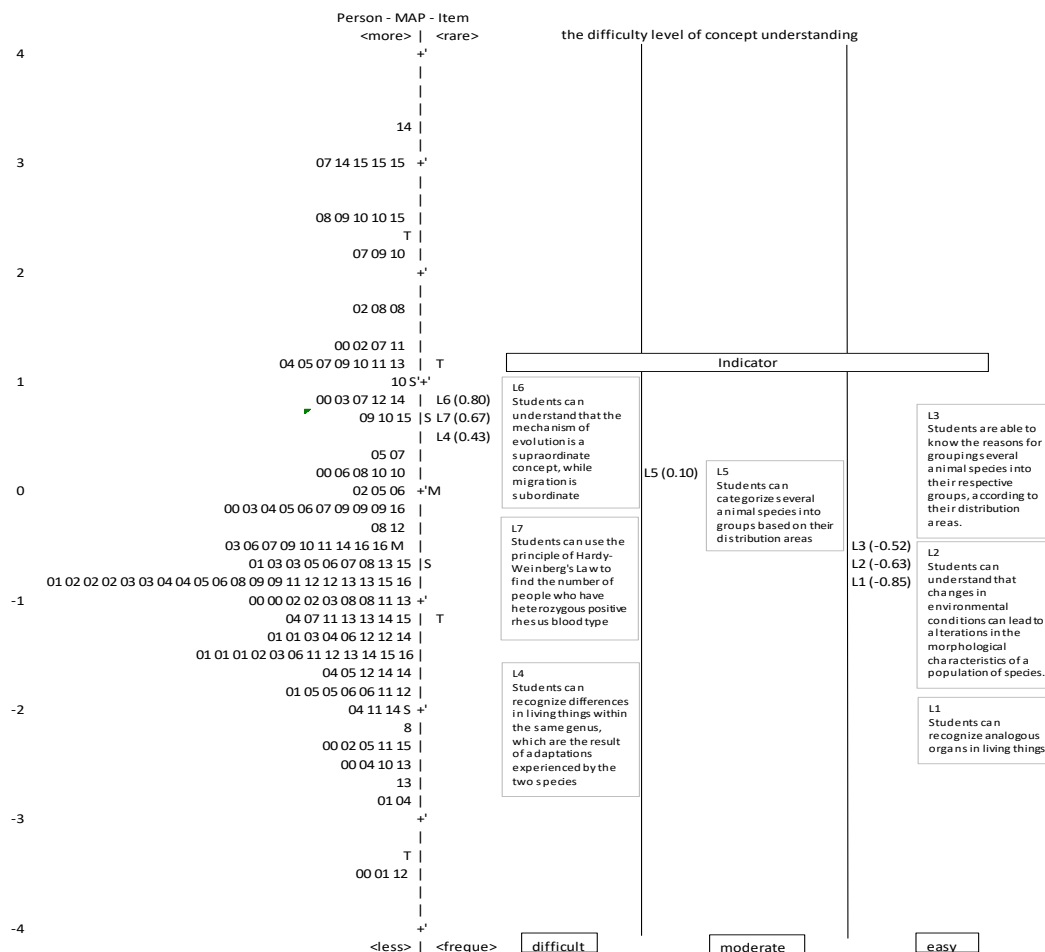 Person - MAP - Item
<more> | <rare>
the difficulty level of concept understanding
4 +'
|
|
|
14 |
|
3 07 14 15 15 15 +'
|
|
08 09 10 10 15 |
T |
07 09 10 |
2 +'
|
02 08 08 |
|
00 02 07 11 |
04 05 07 09 10 11 13 | T
Indicator
1 10 S'+'
00 03 07 12 14 | L6 (0.80)
09 10 15 |S L7 (0.67)
| L4 (0.43)
05 07 |
00 06 08 10 10 | L5 (0.10)
0 02 05 06 +'M
00 03 04 05 06 07 09 09 09 16 |
08 12 |
03 06 07 09 10 11 14 16 16 M | L3 (-0.52)
01 03 03 05 06 07 08 13 15 |S L2 (-0.63)
01 02 02 02 03 03 04 04 05 06 08 09 09 11 12 12 13 13 15 16 | L1 (-0.85)
-1 00 00 02 02 03 08 08 11 13 +'
04 07 11 13 13 14 15 | T
01 01 03 04 06 12 12 14 |
01 01 01 02 03 06 11 12 13 14 15 16 |
04 05 12 14 14 |
01 05 05 06 06 11 12 |
-2 04 11 14 S +'
8 |
00 02 05 11 15 |
00 04 10 13 |
13 |
01 04 |
-3 +'
|
T |
00 01 12 |
|
|
-4 +'
<less> | <freque>
L6
Students can
understand that the
mechanism of
evolution is a
supraordinate
concept, while
migration is
subordinate
L7
Students can use the
principle of Hardy-
Weinberg's Law to
find the number of
people who have
heterozygous positive
rhesus blood type
L4
Students can
recognize differences
in living things within
the same genus,
which are the result
of adaptations
experienced by the
two species
L5
Students can
categorize several
animal species into
groups based on their
distribution areas
L3
Students are able to
know the reasons for
grouping several
animal species into
their respective
groups, according to
their distribution
areas.
L2
Students can
understand that
changes in
environmental
conditions can lead to
alterations in the
morphological
characteristics of a
population of species.
L1
Students can
recognize analogous
organs in living things
difficult
moderate
easy